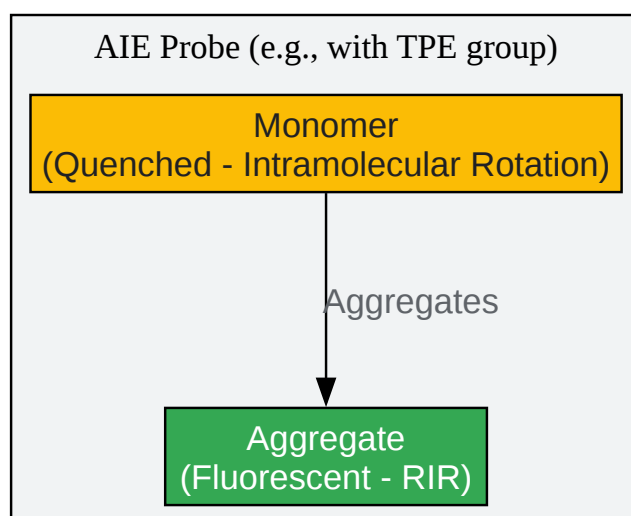 AIE Probe (e.g., with TPE group)
Monomer
(Quenched - Intramolecular Rotation)
Aggregates
Aggregate
(Fluorescent - RIR)